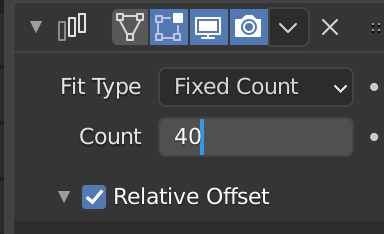 Fit Type Fixed Count
Count 40
Relative Offset